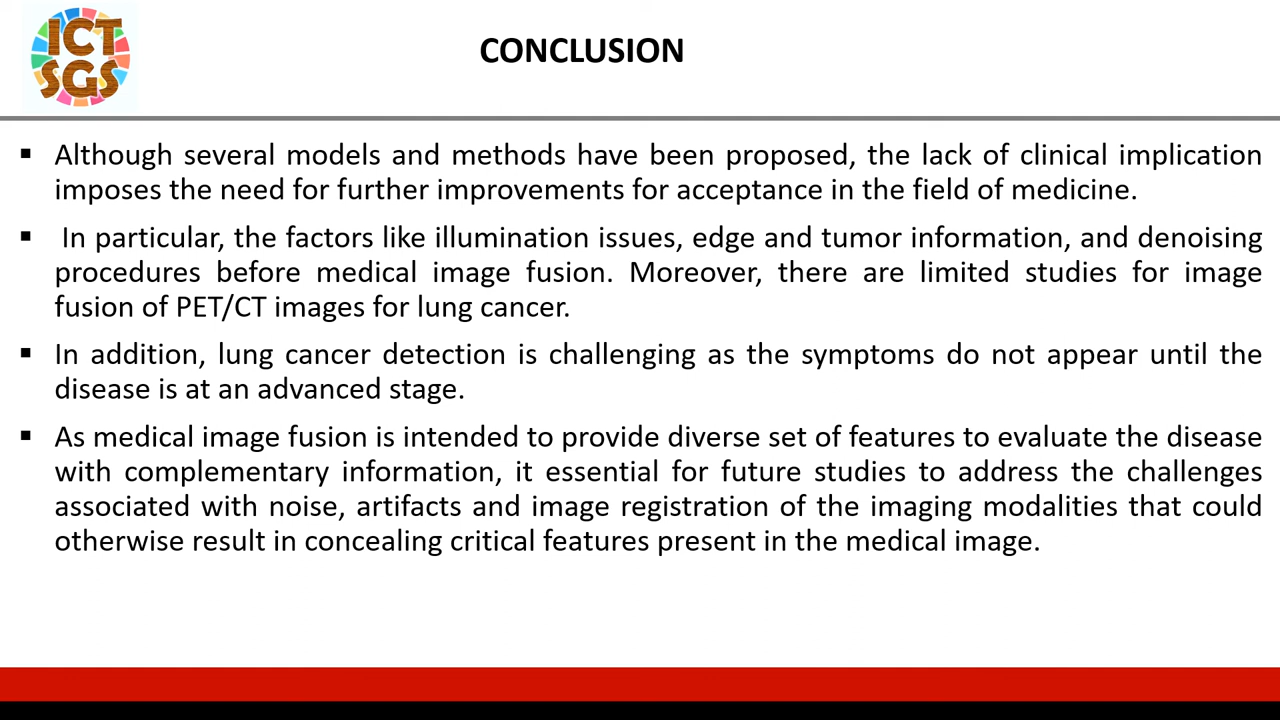 ICT
SGS
CONCLUSION
▪ Although several models and methods have been proposed, the lack of clinical implication
imposes the need for further improvements for acceptance in the field of medicine.
▪ In particular, the factors like illumination issues, edge and tumor information, and denoising
procedures before medical image fusion. Moreover, there are limited studies for image
fusion of PET/CT images for lung cancer.
▪ In addition, lung cancer detection is challenging as the symptoms do not appear until the
disease is at an advanced stage.
▪ As medical image fusion is intended to provide diverse set of features to evaluate the disease
with complementary information, it essential for future studies to address the challenges
associated with noise, artifacts and image registration of the imaging modalities that could
otherwise result in concealing critical features present in the medical image.